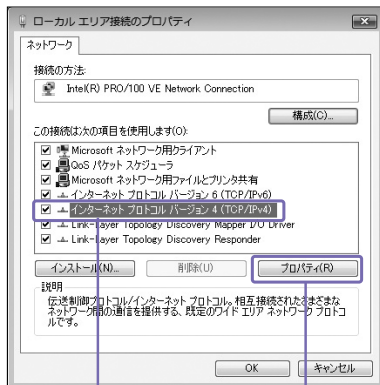 ローカル エリア接続のプロパティ
ネットワーク
接続の方法:
Intel(R) PRO/100 VE Network Connection
構成(C)...
この接続は次の項目を使用します(O):
Microsoft ネットワーク用クライアント
QoS パケット スケジューラ
Microsoft ネットワーク用ファイルとプリンタ共有
インターネット プロトコル バージョン 6 (TCP/IPv6)
インターネット プロトコル バージョン 4 (TCP/IPv4)
Link-Layer Topology Discovery Mapper I/O Driver
Link-Layer Topology Discovery Responder
インストール(N)...
削除(U)
プロパティ(R)
説明
伝送制御プロトコル/インターネット プロトコル。相互接続されたさまざまな
ネットワーク間の通信を提供する、既定のワイド エリア ネットワーク プロトコ
ルです。
OK
キャンセル